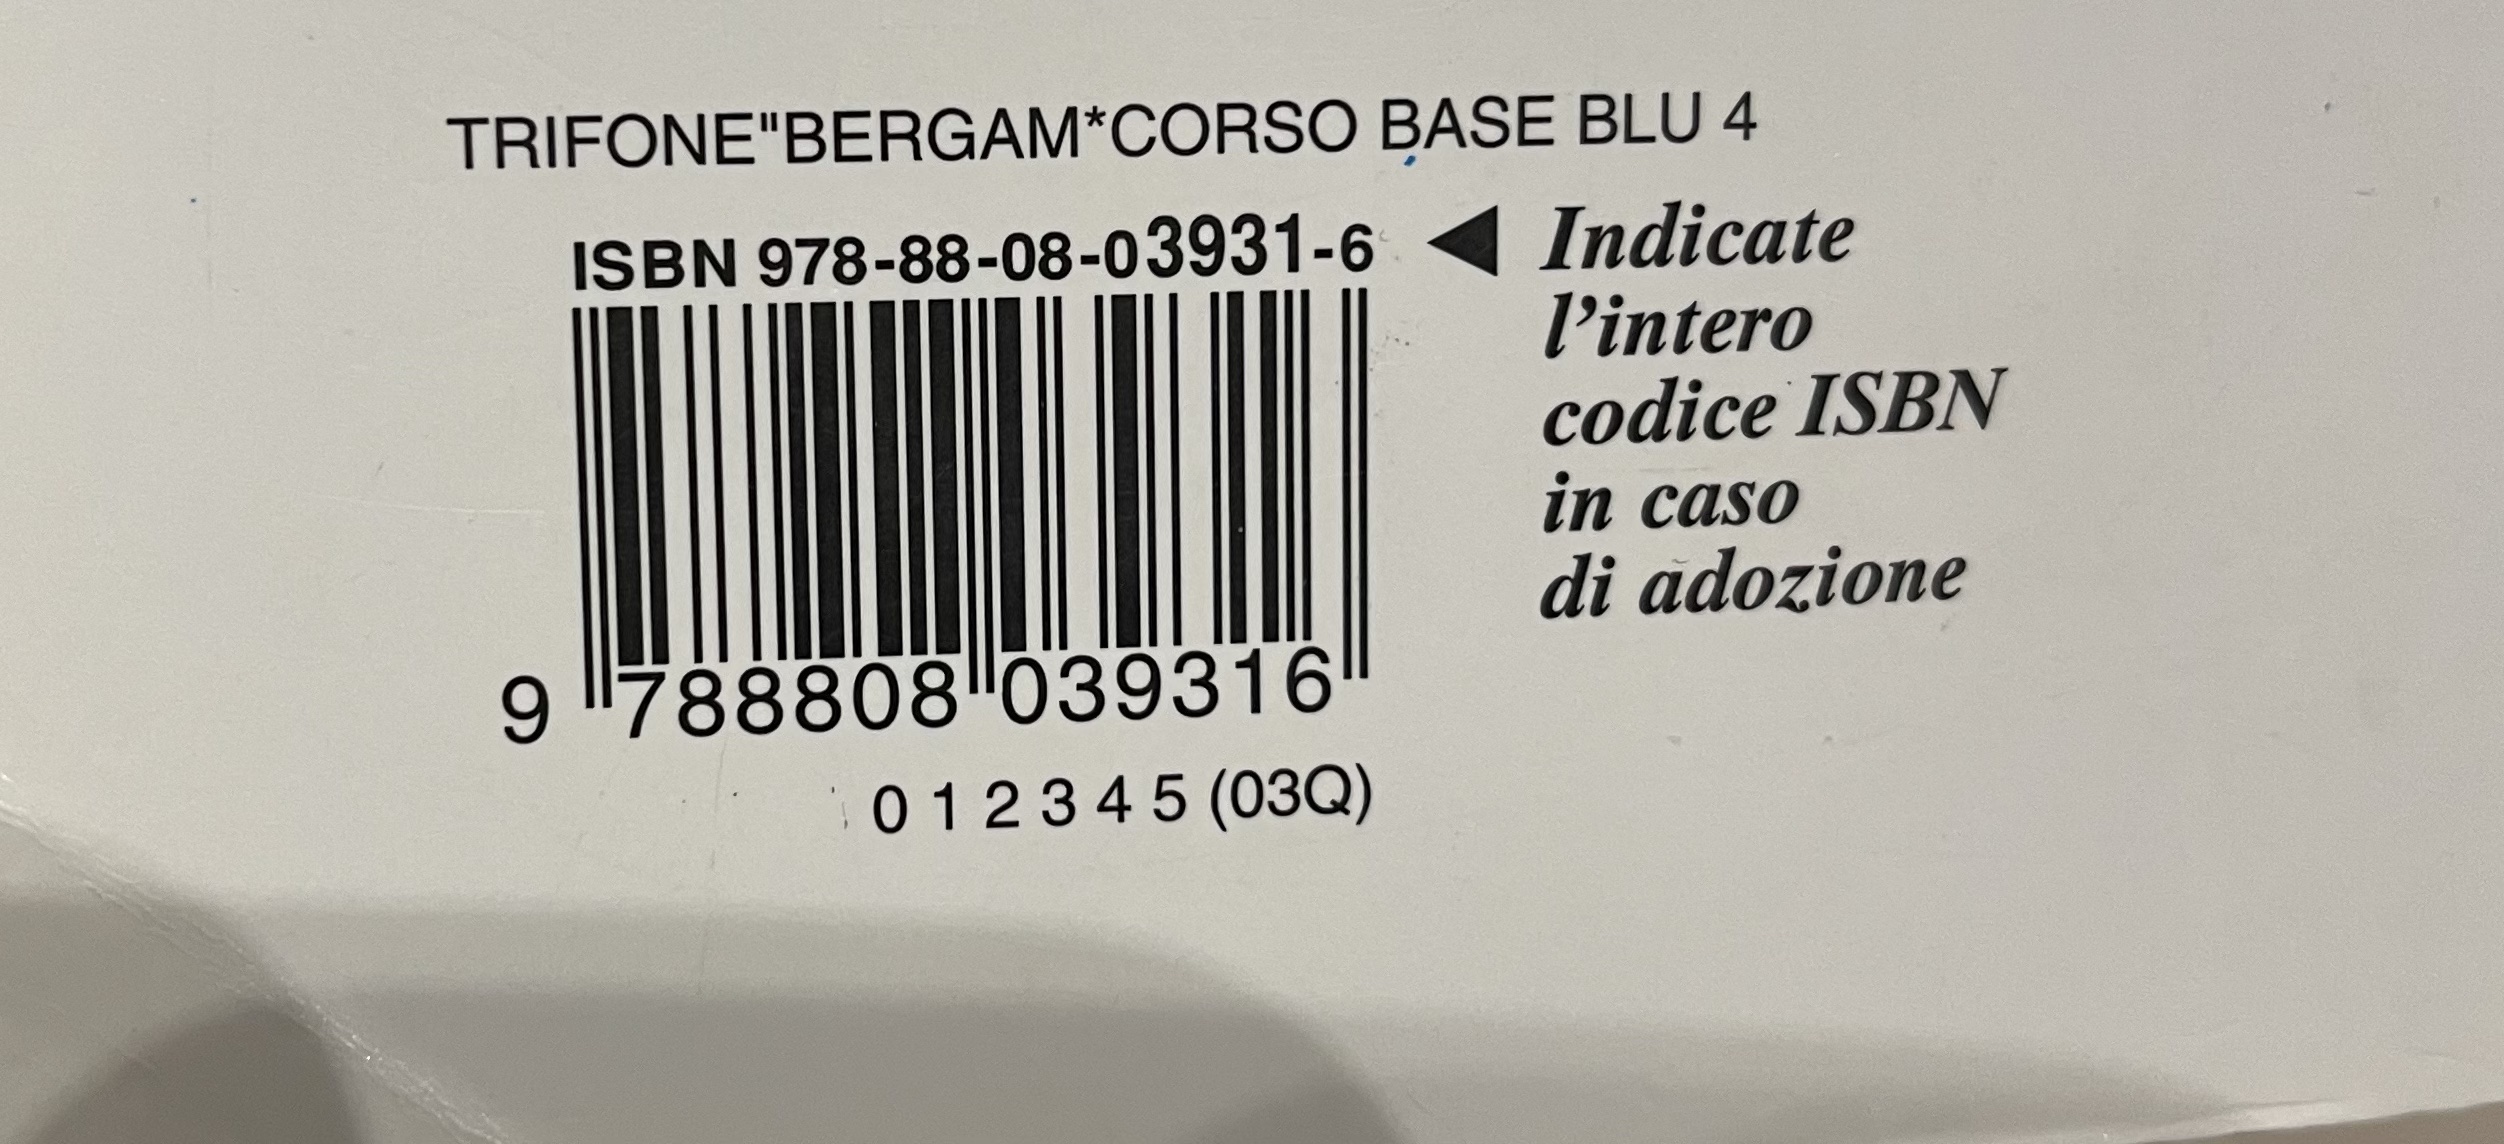 TRIFONE"BERGAM*CORSO BASE BLU 4
ISBN 978-88-08-03931-6
◀ Indicate
l'intero
codice ISBN
in caso
di adozione
9 788808 039316
0 1 2 3 4 5 (03Q)